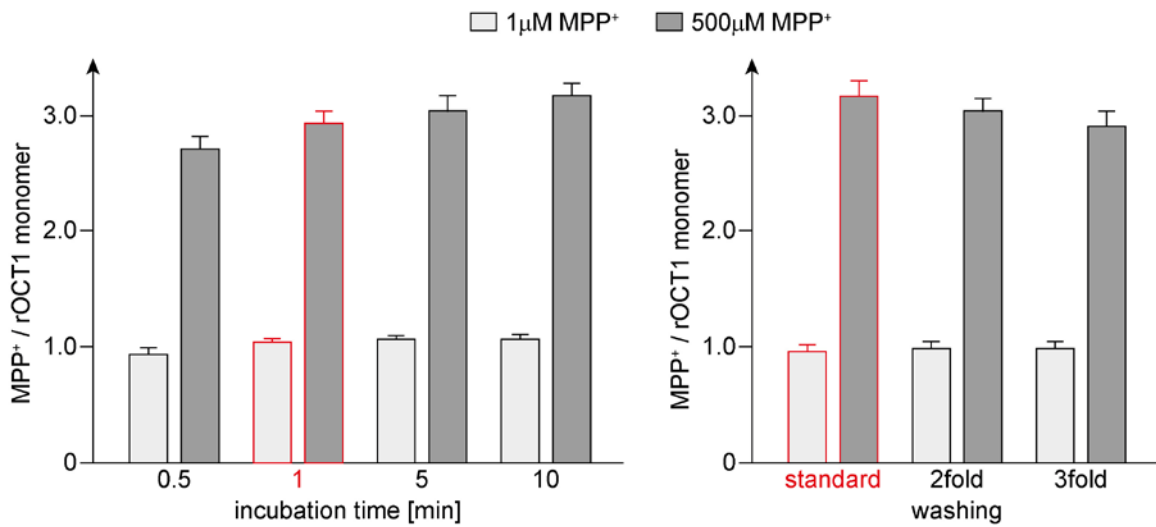 1μM MPP⁺ 500μM MPP⁺
MPP⁺ / rOCT1 monomer
3.0
2.0
1.0
0
0.5 1 5 10
incubation time [min]
MPP⁺ / rOCT1 monomer
3.0
2.0
1.0
0
standard 2fold 3fold
washing